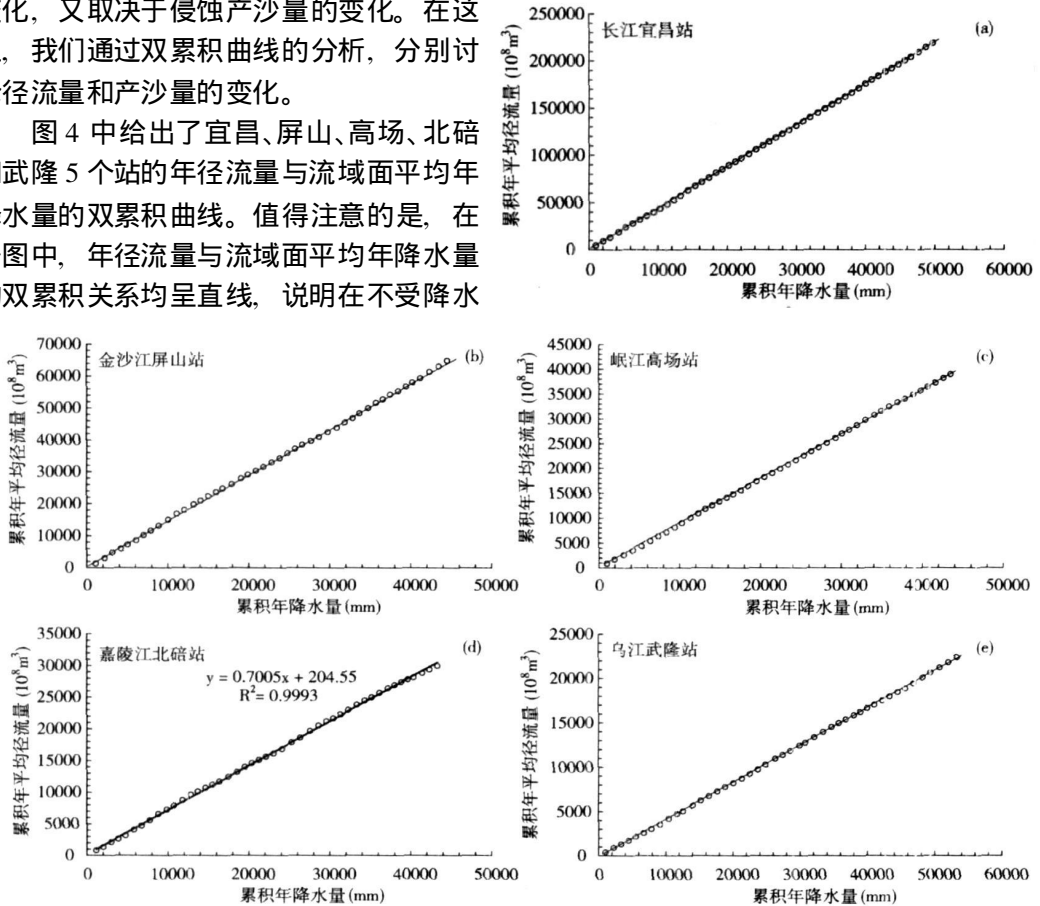 化，又取决于侵蚀产沙量的变化。在这
，我们通过双累积曲线的分析，分别讨
径流量和产沙量的变化。
图 4 中给出了宜昌、屏山、高场、北碚
武隆 5 个站的年径流量与流域面平均年
水量的双累积曲线。值得注意的是，在
图中，年径流量与流域面平均年降水量
双累积关系均呈直线，说明在不受降水
长江宜昌站
(a)
累积年平均径流量 (10⁸m³)
250000
200000
150000
100000
50000
0
0 10000 20000 30000 40000 50000 60000
累积年降水量 (mm)
金沙江屏山站
(b)
累积年平均径流量 (10⁸m³)
70000
60000
50000
40000
30000
20000
10000
0
0 10000 20000 30000 40000 50000
累积年降水量 (mm)
岷江高场站
(c)
累积年平均径流量 (10⁸m³)
45000
40000
35000
30000
25000
20000
15000
10000
5000
0
0 10000 20000 30000 40000 50000
累积年降水量 (mm)
嘉陵江北碚站
(d)
y = 0.7005x + 204.55
R² = 0.9993
累积年平均径流量 (10⁸m³)
35000
30000
25000
20000
15000
10000
5000
0
0 10000 20000 30000 40000 50000
累积年降水量 (mm)
乌江武隆站
(e)
累积年平均径流量 (10⁸m³)
25000
20000
15000
10000
5000
0
0 10000 20000 30000 40000 50000 60000
累积年降水量 (mm)